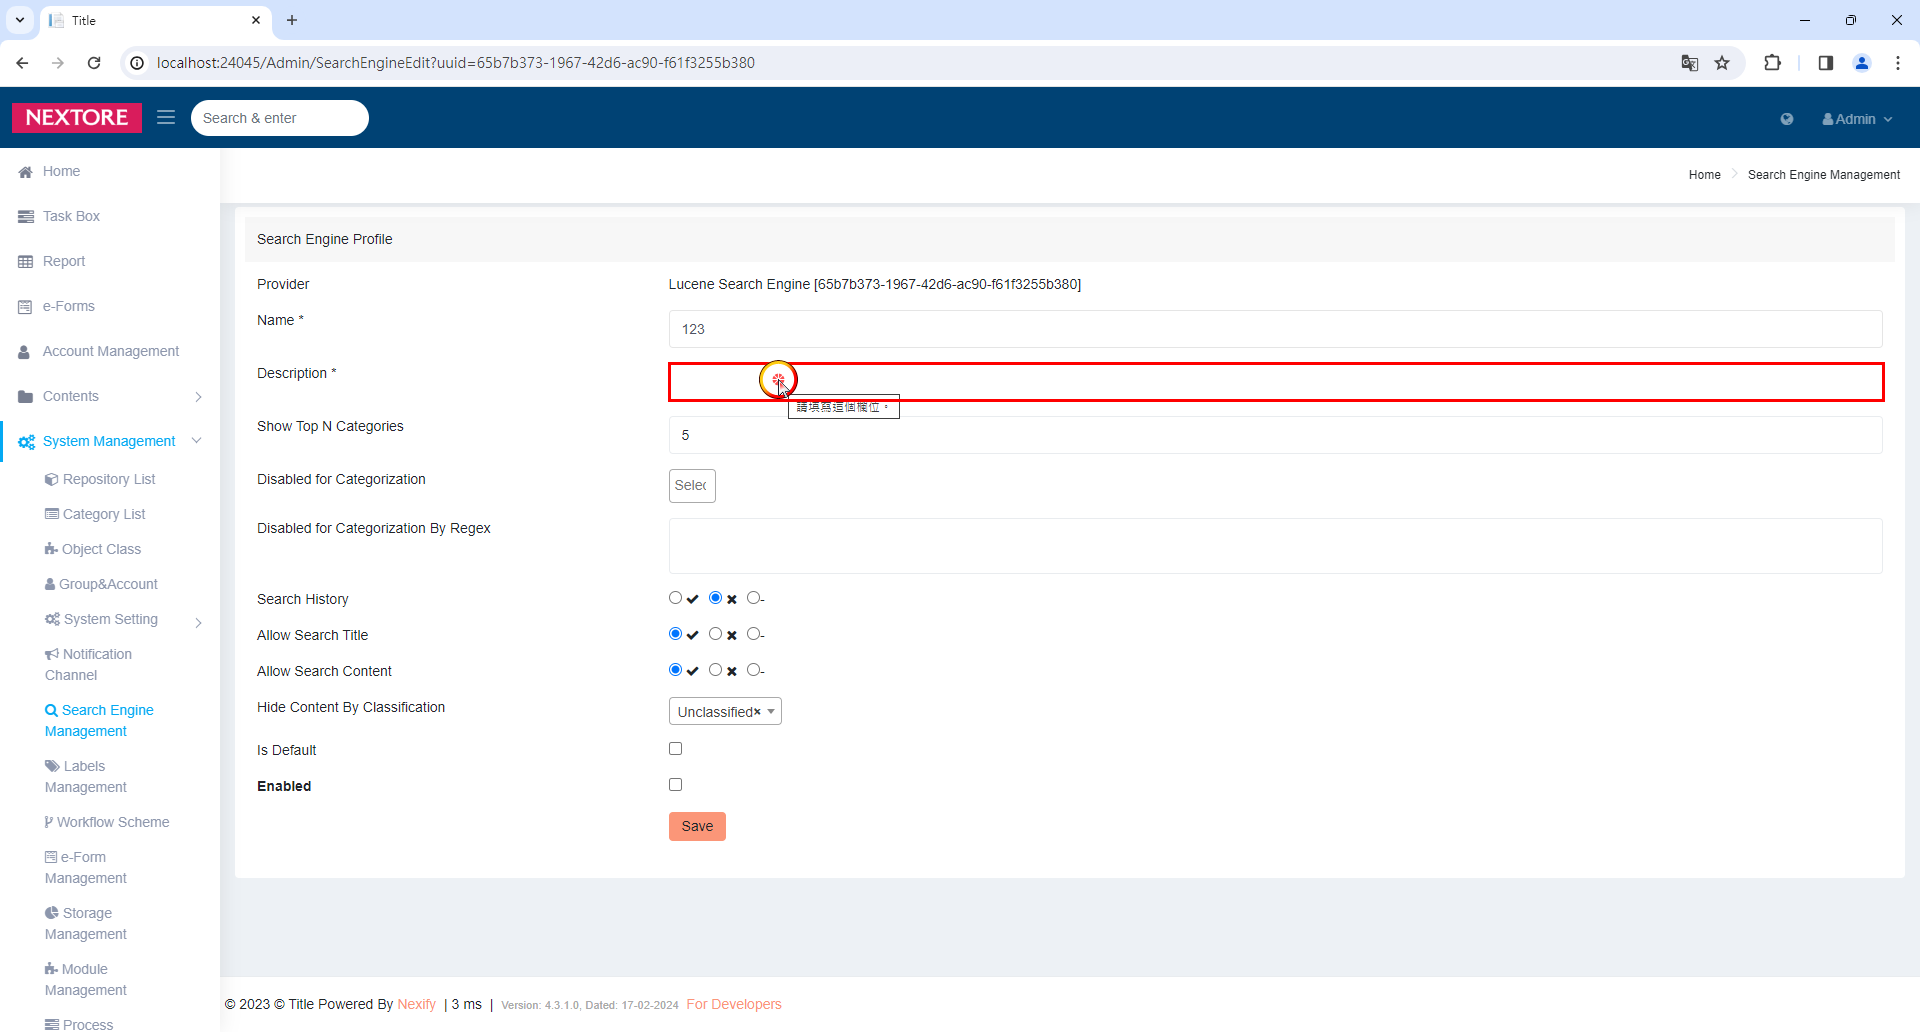 Title
localhost:24045/Admin/SearchEngineEdit?uuid=65b7b373-1967-42d6-ac90-f61f3255b380
NEXTORE
Search & enter
Admin
Home
Task Box
Report
e-Forms
Account Management
Contents
System Management
Repository List
Category List
Object Class
Group&Account
System Setting
Notification
Channel
Search Engine
Management
Labels
Management
Workflow Scheme
e-Form
Management
Storage
Management
Module
Management
Process
Home Search Engine Management
Search Engine Profile
Provider Lucene Search Engine [65b7b373-1967-42d6-ac90-f61f3255b380]
Name * 123
Description *
請填寫這個欄位。
Show Top N Categories 5
Disabled for Categorization Selec
Disabled for Categorization By Regex
Search History -
Allow Search Title -
Allow Search Content -
Hide Content By Classification Unclassified×
Is Default
Enabled
Save
© 2023 © Title Powered By Nexify | 3 ms | Version: 4.3.1.0, Dated: 17-02-2024 For Developers